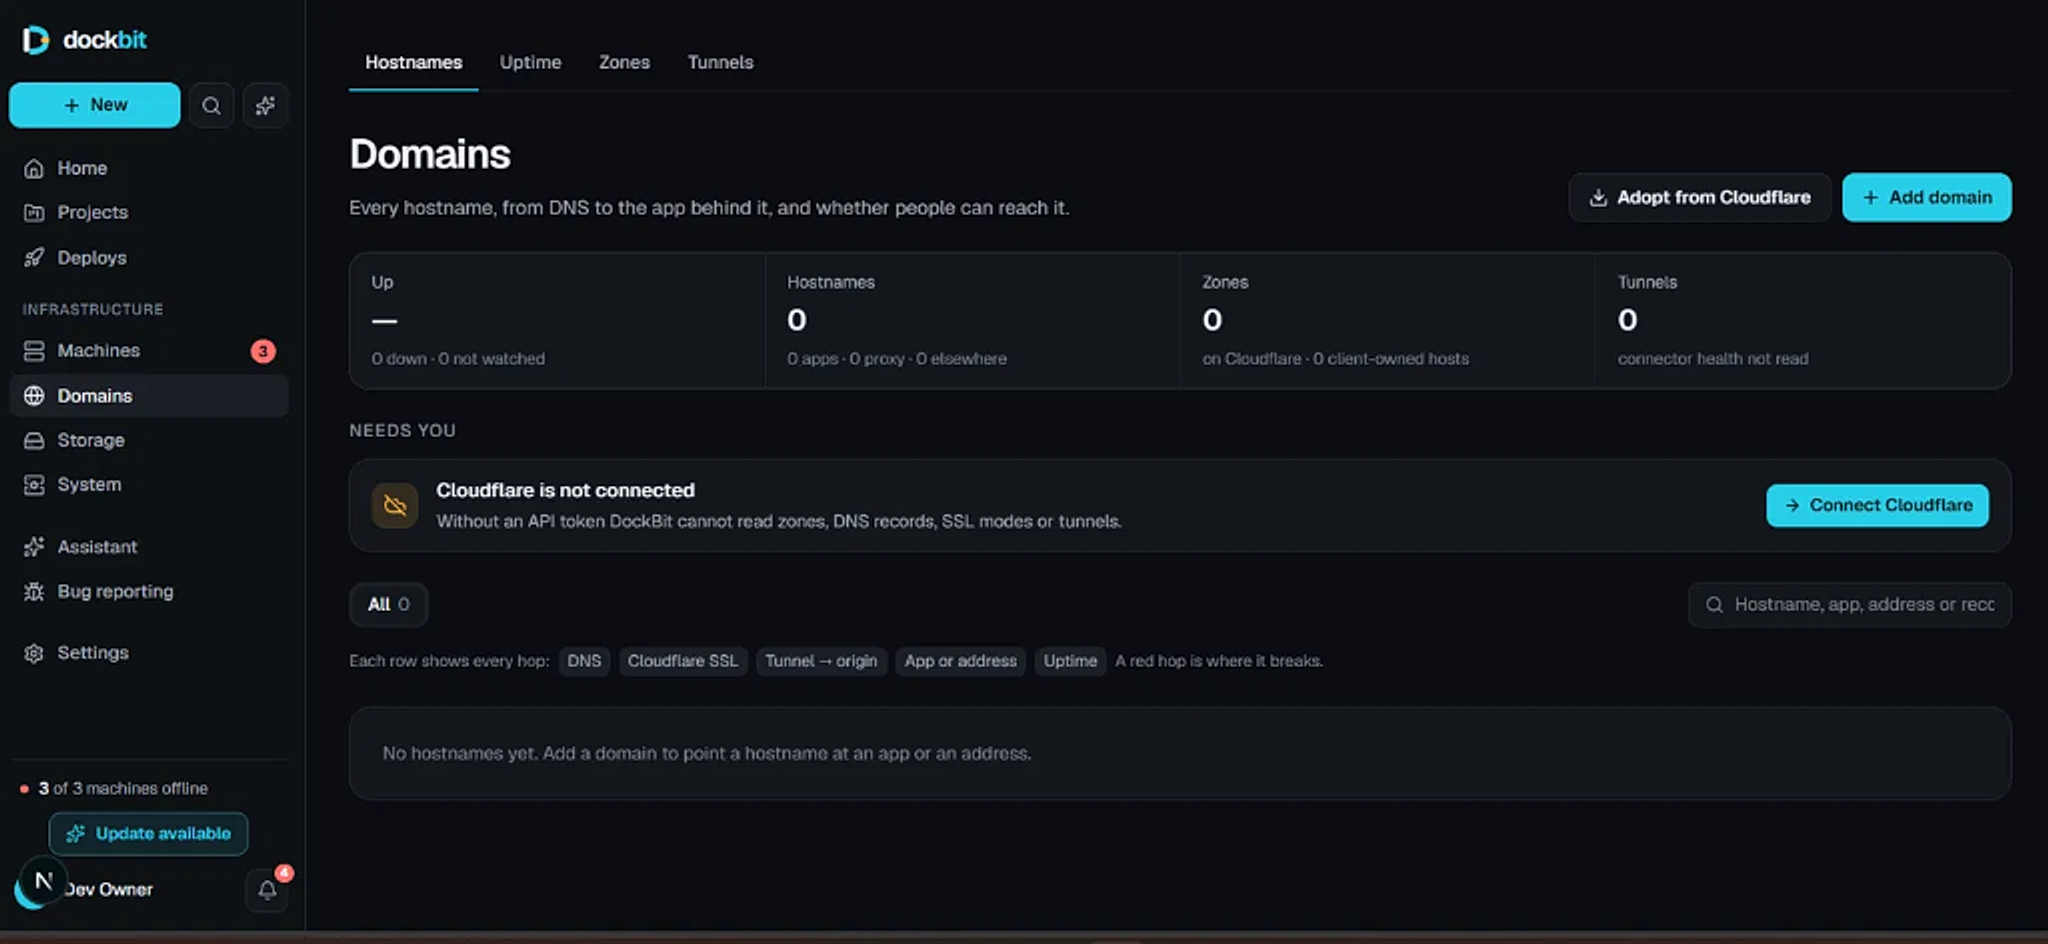 dockbit
+ New
Home
Projects
Deploys
INFRASTRUCTURE
Machines 3
Domains
Storage
System
Assistant
Bug reporting
Settings
3 of 3 machines offline
Update available
N Dev Owner 4
Hostnames Uptime Zones Tunnels
Domains
Every hostname, from DNS to the app behind it, and whether people can reach it.
Adopt from Cloudflare + Add domain
Up Hostnames Zones Tunnels
— 0 0 0
0 down · 0 not watched 0 apps · 0 proxy · 0 elsewhere on Cloudflare · 0 client-owned hosts connector health not read
NEEDS YOU
Cloudflare is not connected
Without an API token DockBit cannot read zones, DNS records, SSL modes or tunnels.
→ Connect Cloudflare
All 0 Hostname, app, address or recc
Each row shows every hop: DNS Cloudflare SSL Tunnel → origin App or address Uptime A red hop is where it breaks.
No hostnames yet. Add a domain to point a hostname at an app or an address.